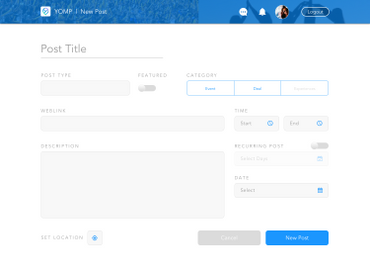 YOMP | New Post
Logout
Post Title
POST TYPE
FEATURED
CATEGORY
Event
Deal
WEBLINK
TIME
Start
End
DESCRIPTION
RECURRING POST
Select Days
DATE
Select
SET LOCATION
Cancel
New Post